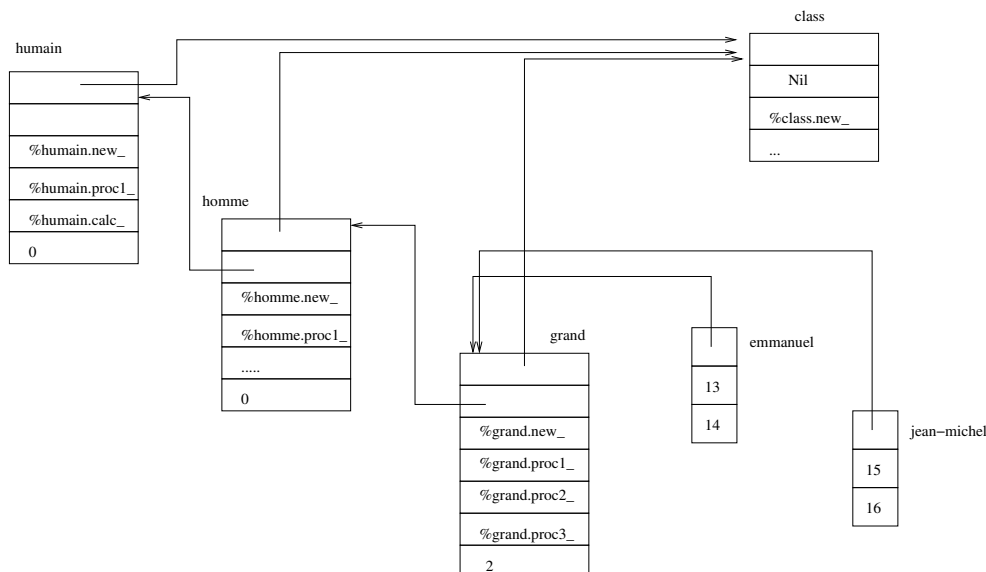 class
humain
Nil
%class.new_
...
%humain.new_
%humain.proc1_
%humain.calc_
0
homme
%homme.new_
%homme.proc1_
.....
0
grand
%grand.new_
%grand.proc1_
%grand.proc2_
%grand.proc3_
2
emmanuel
13
14
jean−michel
15
16